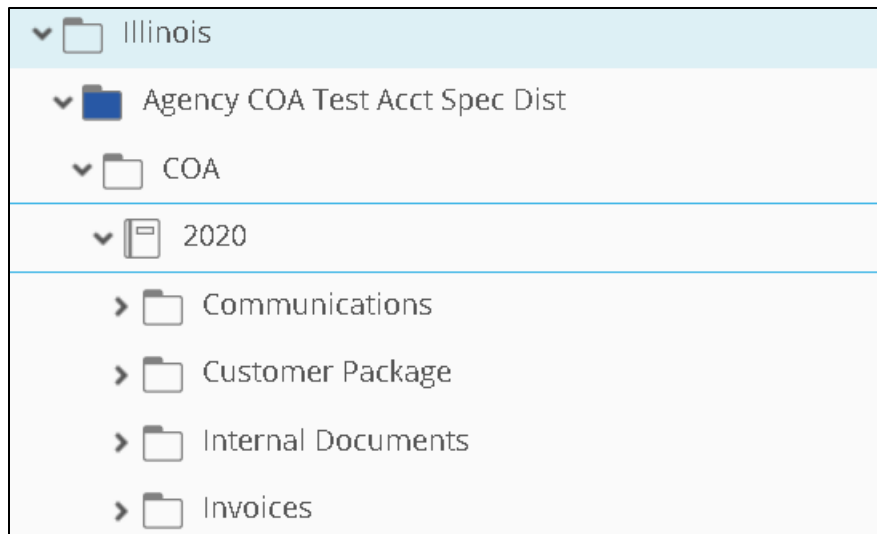 Illinois
Agency COA Test Acct Spec Dist
COA
2020
Communications
Customer Package
Internal Documents
Invoices